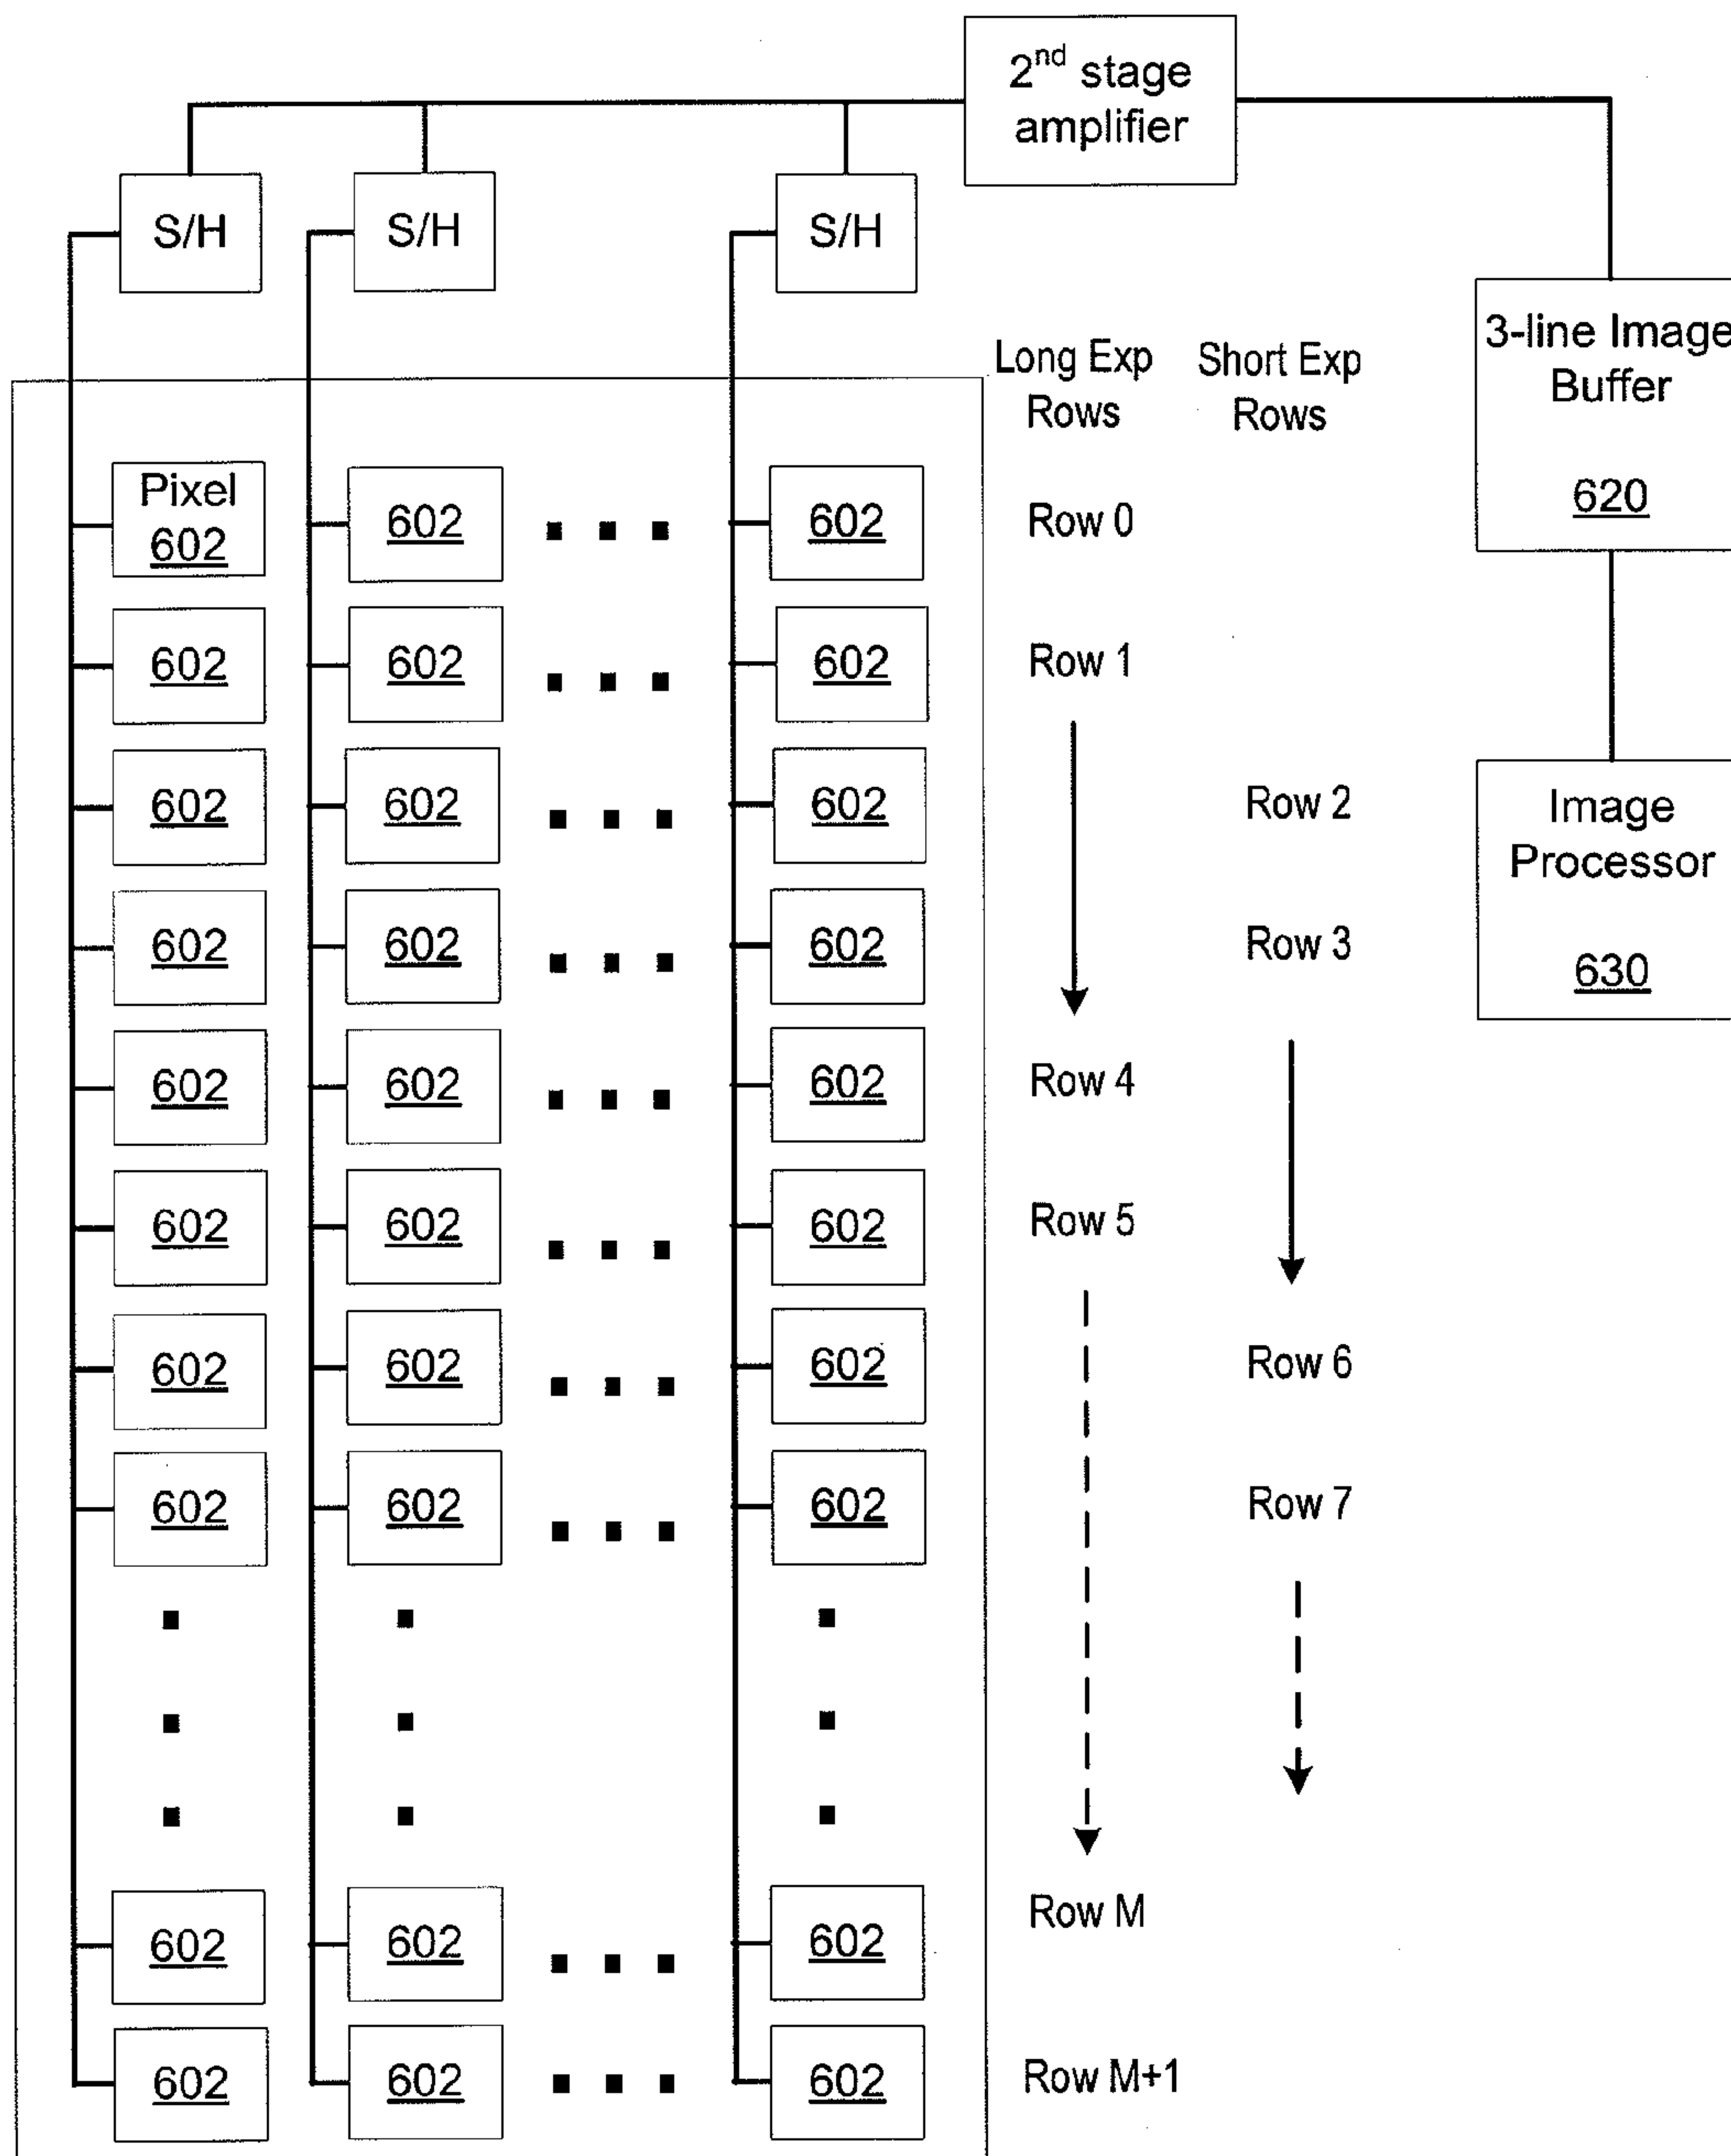 2nd stage
amplifier
S/H
S/H
S/H
3-line Image
Buffer
620
Long Exp
Rows
Short Exp
Rows
Pixel
602
602
602
Row 0
602
602
602
Row 1
602
602
602
Row 2
Image
Processor
630
602
602
602
Row 3
602
602
602
Row 4
602
602
602
Row 5
602
602
602
Row 6
602
602
602
Row 7
602
602
602
Row M
602
602
602
Row M+1